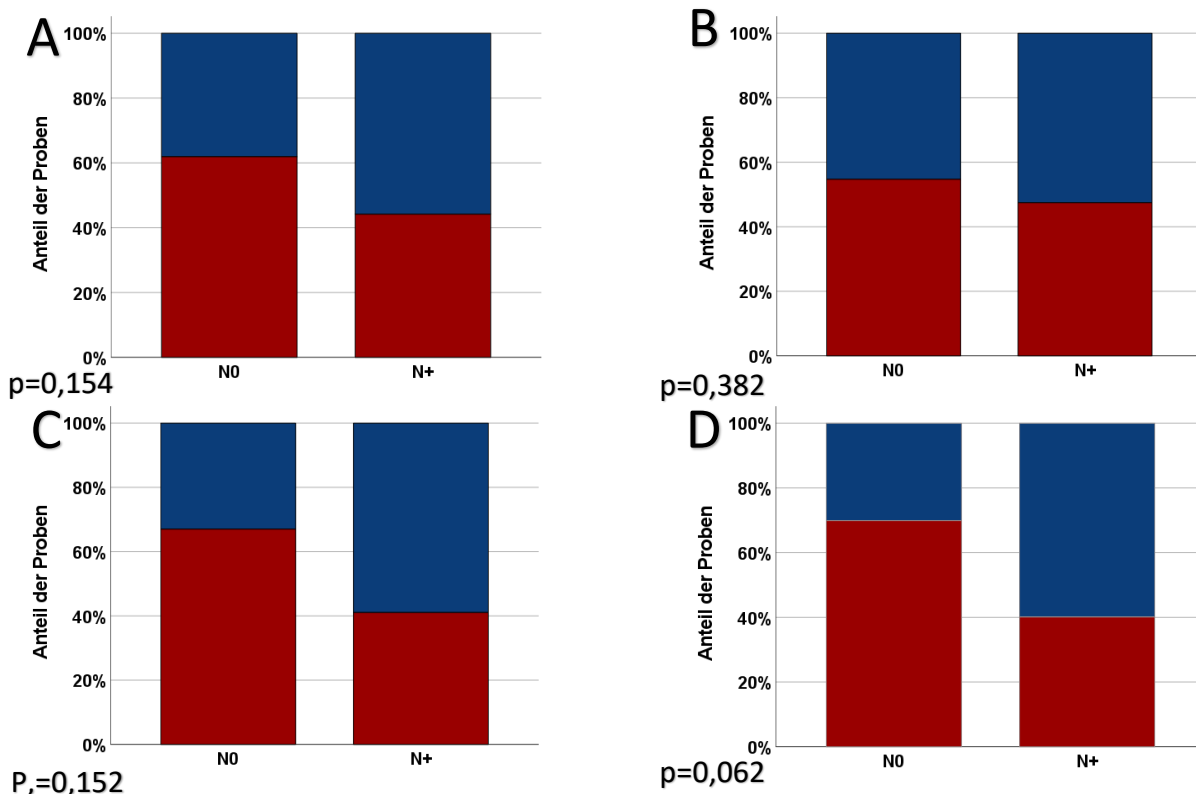 A
100%
80%
60%
40%
20%
0%
Anteil der Proben
N0
N+
p=0,154
B
100%
80%
60%
40%
20%
0%
Anteil der Proben
N0
N+
p=0,382
C
100%
80%
60%
40%
20%
0%
Anteil der Proben
N0
N+
P,=0,152
D
100%
80%
60%
40%
20%
0%
Anteil der Proben
N0
N+
p=0,062